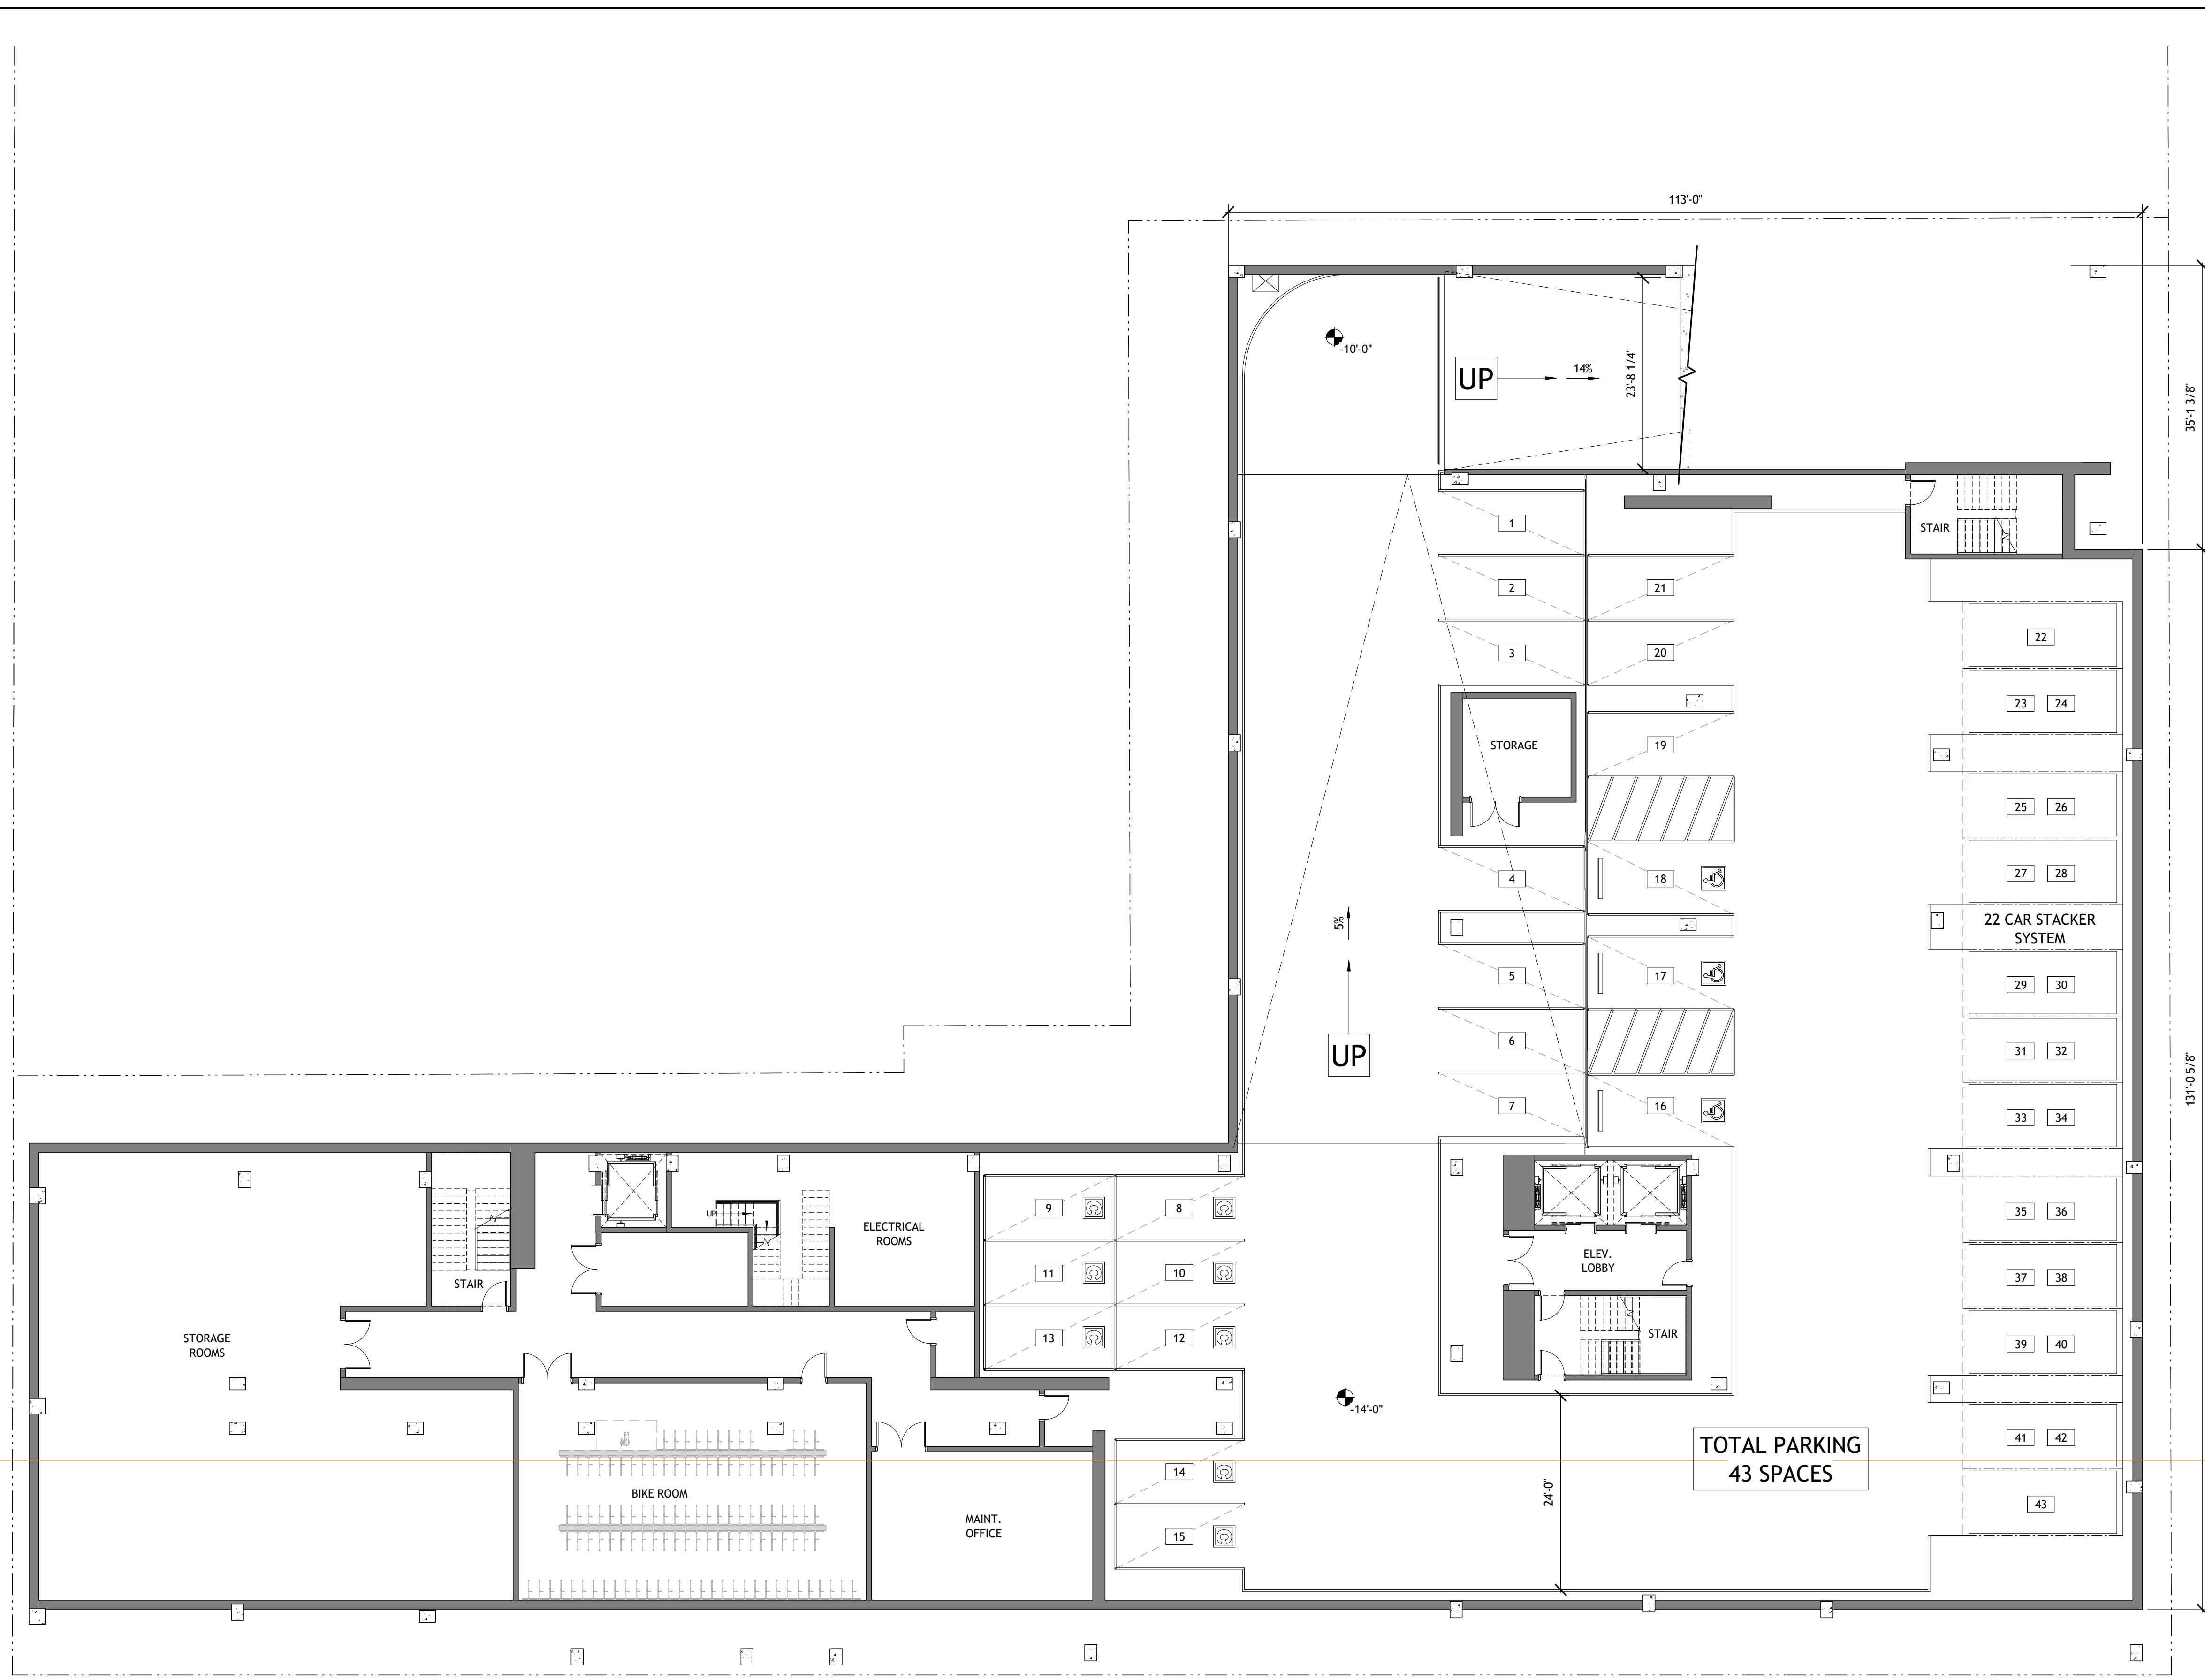 113'-0"
-10'-0"
UP
14%
23'-8 1/4"
35'-1 3/8"
1
STAIR
2
21
3
20
22
23 24
STORAGE
19
25 26
4
18
27 28
5%
22 CAR STACKER
SYSTEM
5
17
29 30
UP
6
31 32
7
16
33 34
131'-0 5/8"
9
8
35 36
UP
ELECTRICAL
ROOMS
ELEV.
LOBBY
11
10
37 38
STAIR
STORAGE
ROOMS
13
12
STAIR
39 40
-14'-0"
TOTAL PARKING
43 SPACES
41 42
14
24'-0"
BIKE ROOM
43
MAINT.
OFFICE
15